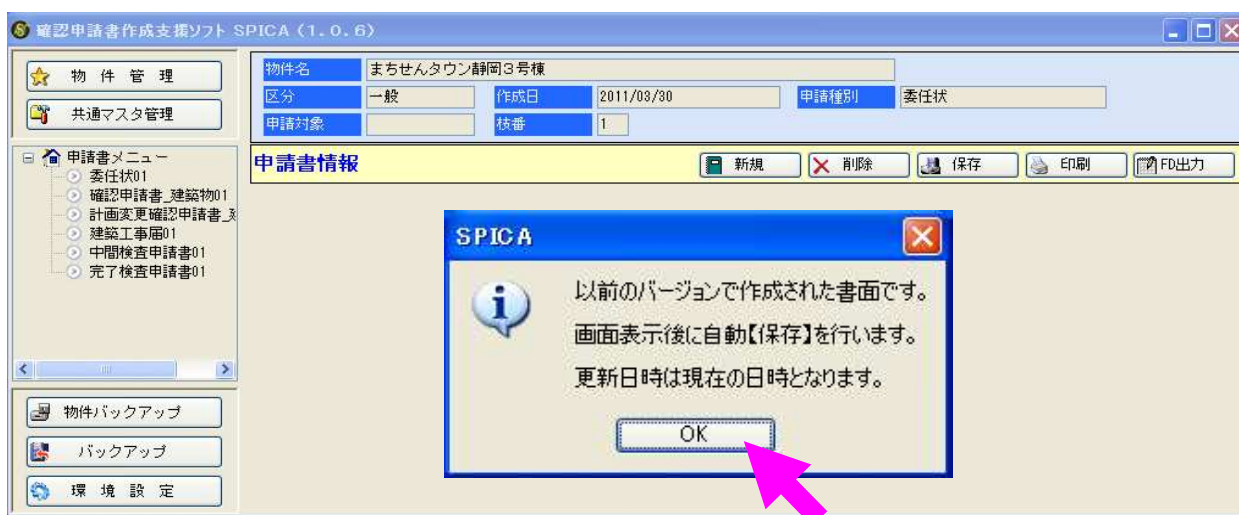 確認申請書作成支援ソフト SPICA (1.0.6)
物件管理
共通マスタ管理
申請書メニュー
委任状01
確認申請書_建築物01
計画変更確認申請書_
建築工事届01
中間検査申請書01
完了検査申請書01
物件バックアップ
バックアップ
環境設定
物件名 まちせんタウン静岡3号棟
区分 一般 作成日 2011/03/30 申請種別 委任状
申請対象 枝番 1
申請書情報 新規 削除 保存 印刷 FD出力
SPICA
以前のバージョンで作成された書面です。
画面表示後に自動【保存】を行います。
更新日時は現在の日時となります。
OK